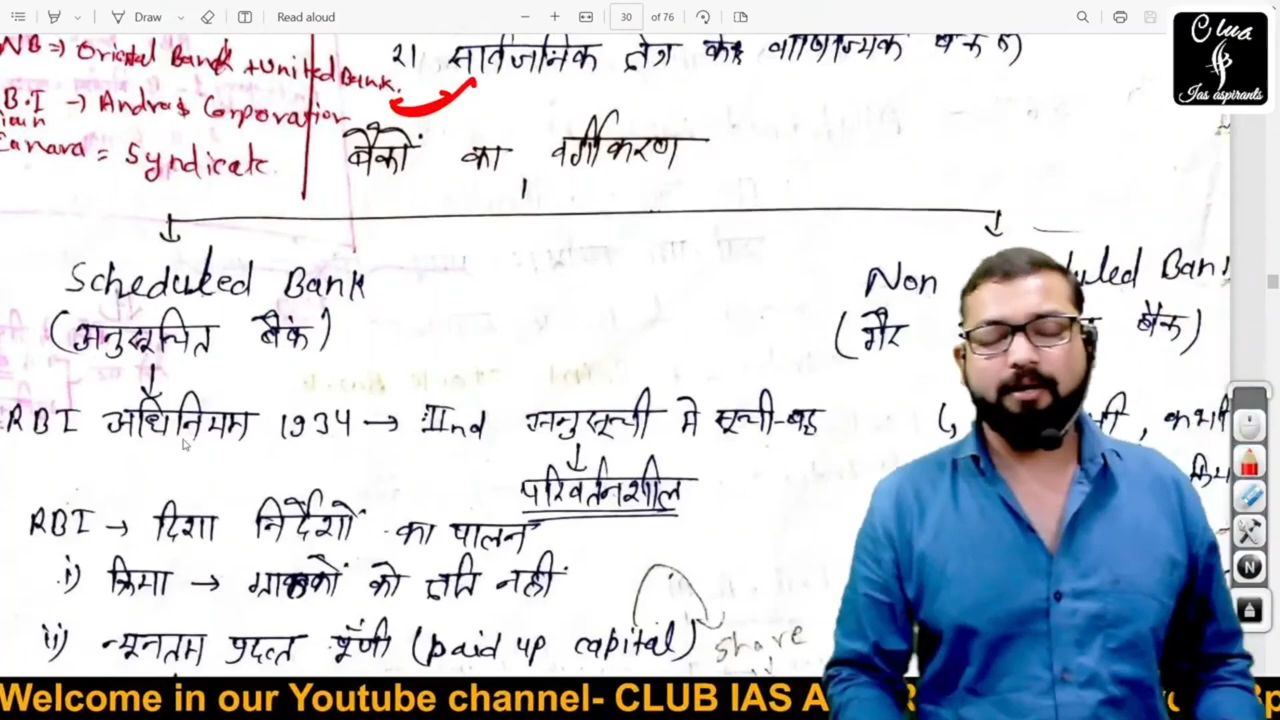 Draw
Read aloud
30 of 76
Club
Ias aspirants
NB => Oriental Bank + United Bank.
21 सार्वजनिक क्षेत्र के वाणिज्यिक बैंक
B.I -> Andra & Corporation
Canara = Syndicate
बैंकों का वर्गीकरण
Scheduled Bank
Non duled Ban
(अनुसूचित बैंक)
(गैर बैंक)
RBI अधिनियम 1934 -> IInd अनुसूची मे सूची-बद्ध
परिवर्तनशील
RBI -> दिशा निर्देशों का पालन
i) क्रिया -> ग्राहकों को क्षति नहीं
ii) न्यूनतम प्रदत्त पूँजी (paid up capital) share
Welcome in our Youtube channel- CLUB IAS A